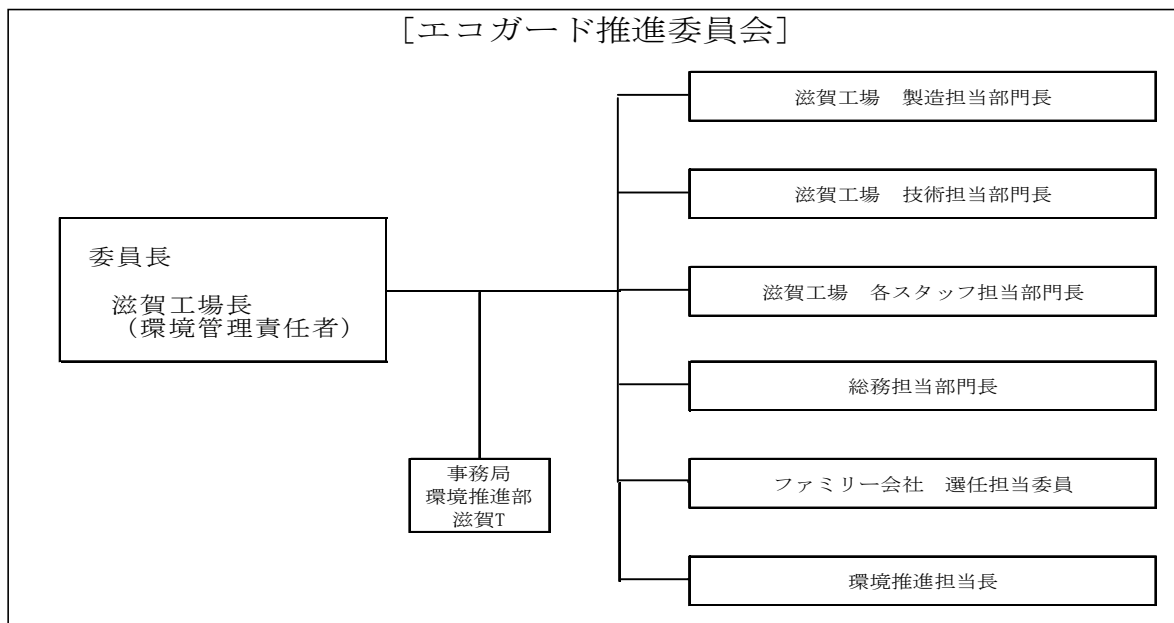 [エコガード推進委員会]
委員長
滋賀工場長
（環境管理責任者）
事務局
環境推進部
滋賀T
滋賀工場　製造担当部門長
滋賀工場　技術担当部門長
滋賀工場　各スタッフ担当部門長
総務担当部門長
ファミリー会社　選任担当委員
環境推進担当長